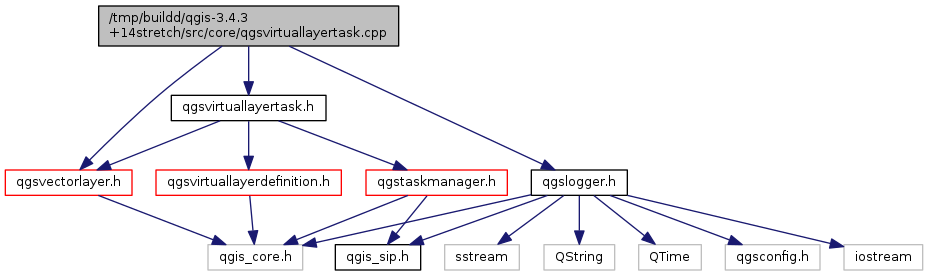 /tmp/buildd/qgis-3.4.3
+14stretch/src/core/qgsvirtuallayertask.cpp
qgsvirtuallayertask.h
qgsvectorlayer.h
qgsvirtuallayerdefinition.h
qgstaskmanager.h
qgslogger.h
qgis_core.h
qgis_sip.h
sstream
QString
QTime
qgsconfig.h
iostream